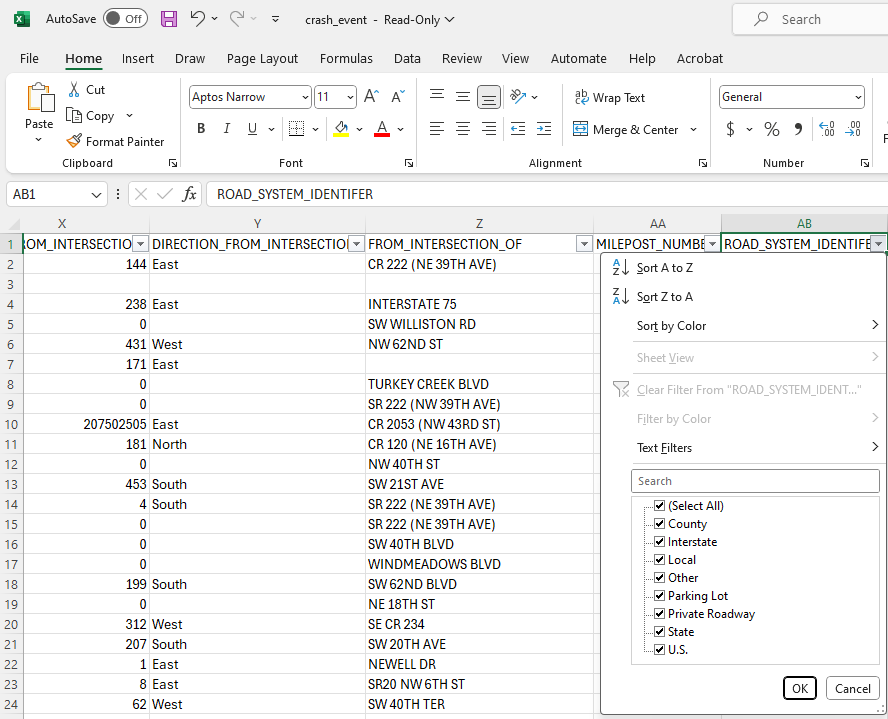 AutoSave Off crash_event - Read-Only Search
File Home Insert Draw Page Layout Formulas Data Review View Automate Help Acrobat
Paste Cut Copy Format Painter Clipboard
Aptos Narrow 11 A A B I U A Font
Wrap Text Merge & Center Alignment
General $ % Number
AB1 fx ROAD_SYSTEM_IDENTIFER
X Y Z AA AB
1 ROM_INTERSECTIO DIRECTION_FROM_INTERSECTIO FROM_INTERSECTION_OF MILEPOST_NUMBE ROAD_SYSTEM_IDENTIFE
2 144 East CR 222 (NE 39TH AVE)
3
4 238 East INTERSTATE 75
5 0 SW WILLISTON RD
6 431 West NW 62ND ST
7 171 East
8 0 TURKEY CREEK BLVD
9 0 SR 222 (NW 39TH AVE)
10 207502505 East CR 2053 (NW 43RD ST)
11 181 North CR 120 (NE 16TH AVE)
12 0 NW 40TH ST
13 453 South SW 21ST AVE
14 4 South SR 222 (NE 39TH AVE)
15 0 SR 222 (NE 39TH AVE)
16 0 SW 40TH BLVD
17 0 WINDMEADOWS BLVD
18 199 South SW 62ND BLVD
19 0 NE 18TH ST
20 312 West SE CR 234
21 207 South SW 20TH AVE
22 1 East NEWELL DR
23 8 East SR20 NW 6TH ST
24 62 West SW 40TH TER
Sort A to Z
Sort Z to A
Sort by Color
Sheet View
Clear Filter From "ROAD_SYSTEM_IDENT..."
Filter by Color
Text Filters
Search
(Select All)
County
Interstate
Local
Other
Parking Lot
Private Roadway
State
U.S.
OK Cancel